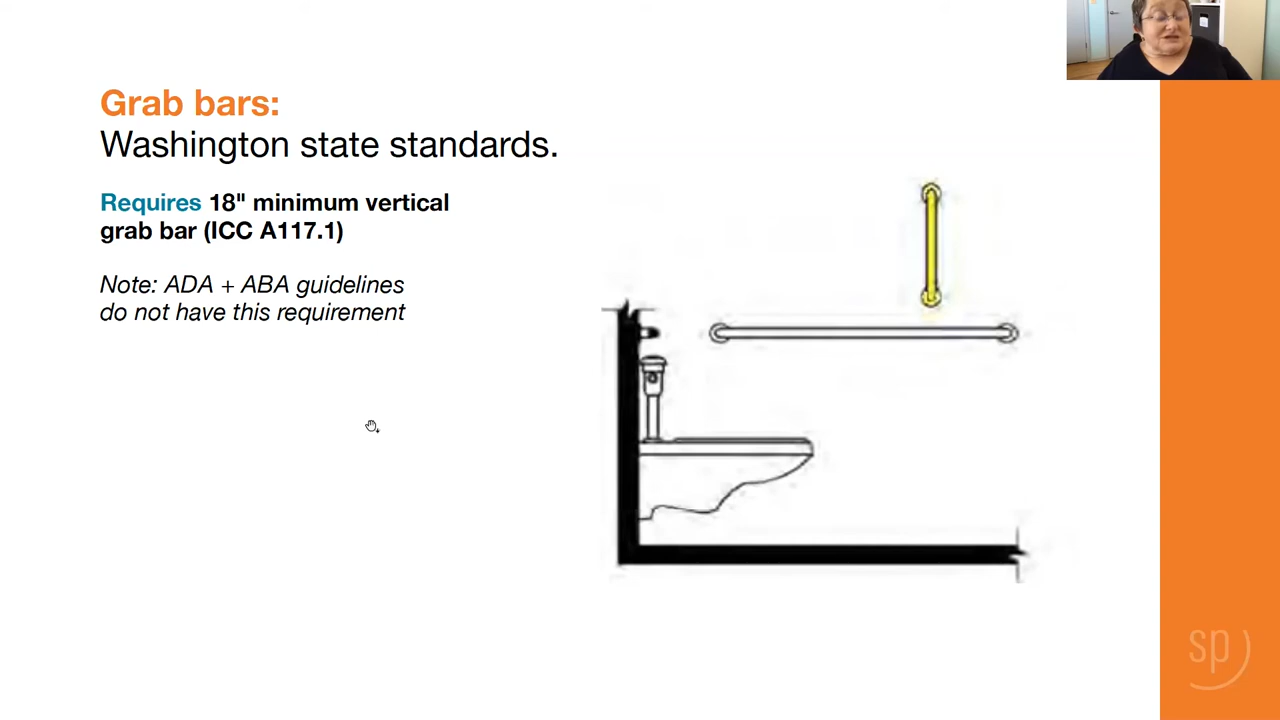 Grab bars:
Washington state standards.
Requires 18" minimum vertical
grab bar (ICC A117.1)
Note: ADA + ABA guidelines
do not have this requirement
sp